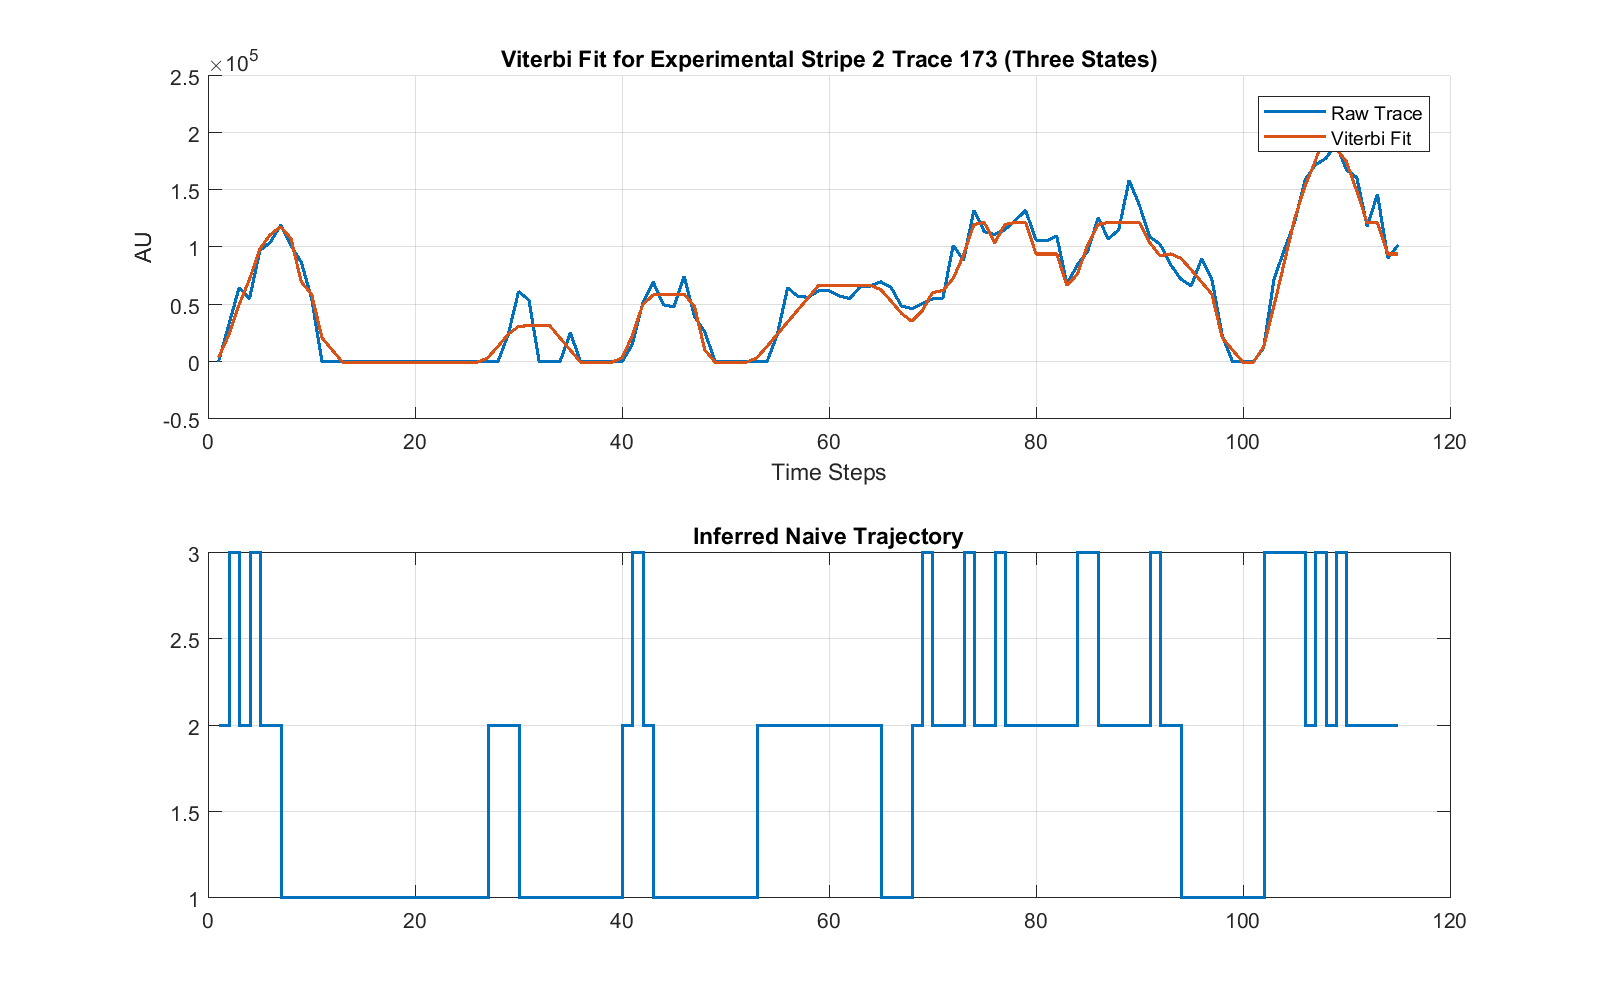 Viterbi Fit for Experimental Stripe 2 Trace 173 (Three States)
×10^5
2.5
2
1.5
1
0.5
0
-0.5
AU
Raw Trace
Viterbi Fit
0 20 40 60 80 100 120
Time Steps
Inferred Naive Trajectory
3
2.5
2
1.5
1
0 20 40 60 80 100 120